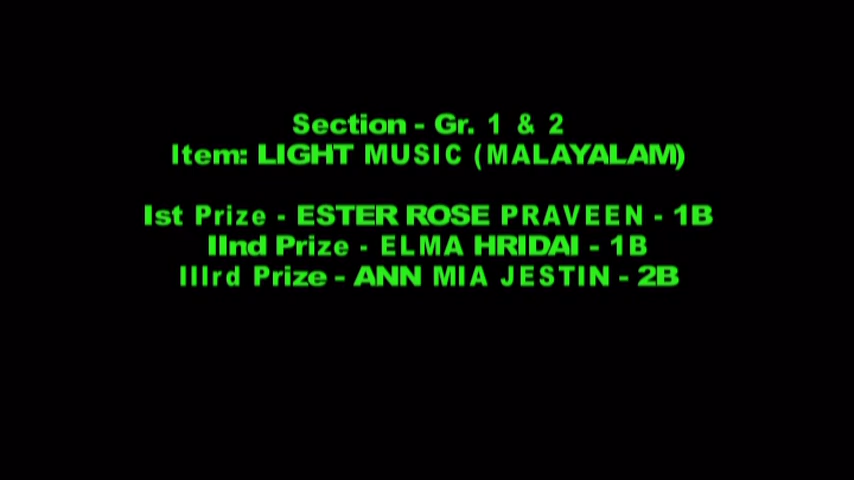 Section - Gr. 1 & 2
Item: LIGHT MUSIC (MALAYALAM)
Ist Prize - ESTER ROSE PRAVEEN - 1B
IInd Prize - ELMA HRIDAI - 1B
IIIrd Prize - ANN MIA JESTIN - 2B